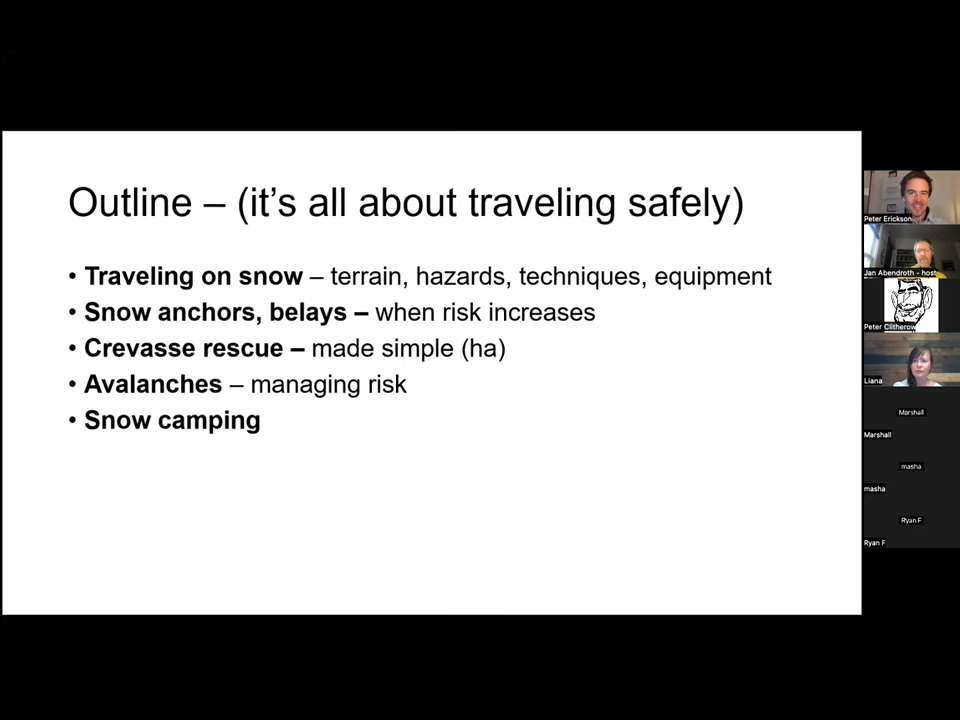 Outline – (it's all about traveling safely)
• Traveling on snow – terrain, hazards, techniques, equipment
• Snow anchors, belays – when risk increases
• Crevasse rescue – made simple (ha)
• Avalanches – managing risk
• Snow camping
Peter Erickson
Jan Abendroth - host
Peter Clitherow
Liana
Marshall
Marshall
masha
masha
Ryan F
Ryan F